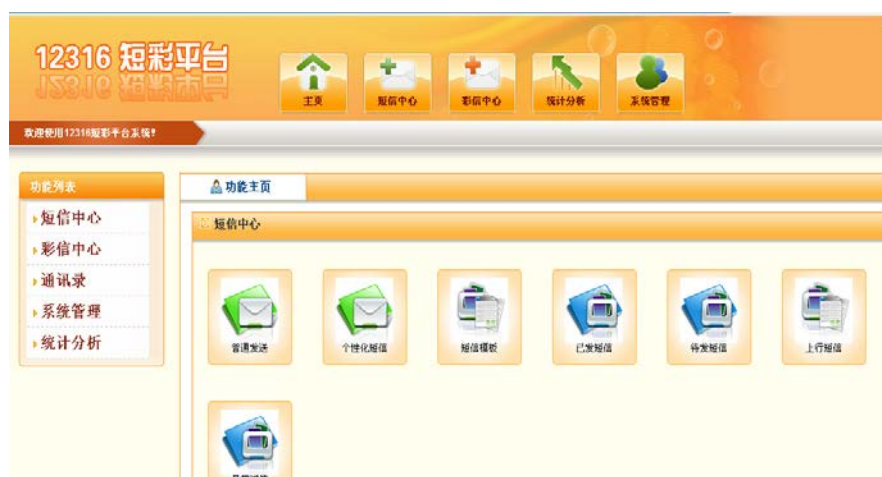 12316 短彩平台
主页
短信中心
彩信中心
统计分析
系统管理
欢迎使用12316短彩平台系统!
功能列表
功能主页
短信中心
短信中心
彩信中心
通讯录
系统管理
统计分析
普通发送
个性化短信
短信模板
已发短信
待发短信
上行短信